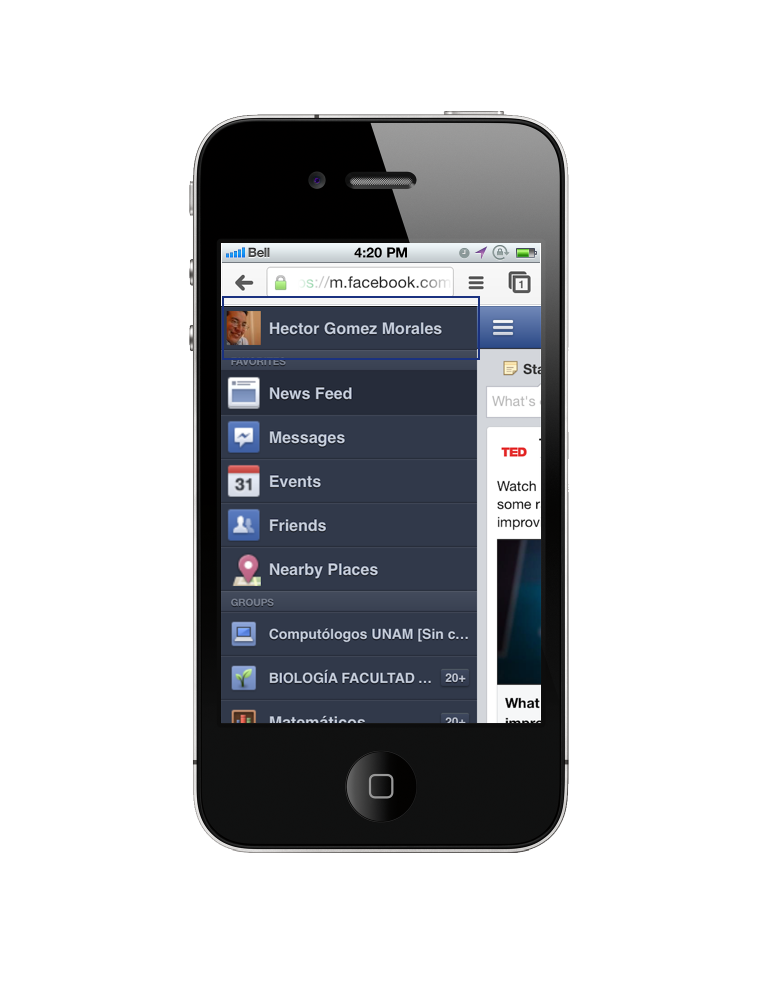 Bell 4:20 PM
ps://m.facebook.com
1
Hector Gomez Morales
FAVORITES
News Feed
Messages
31
Events
Friends
Nearby Places
GROUPS
Computólogos UNAM [Sin c...
BIOLOGÍA FACULTAD ... 20+
Matemáticos 20+
Sta
What's
TED
Watch
some r
improv
What
impro